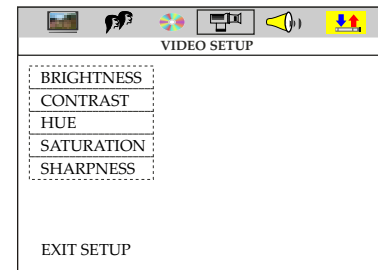 VIDEO SETUP
BRIGHTNESS
CONTRAST
HUE
SATURATION
SHARPNESS
EXIT SETUP